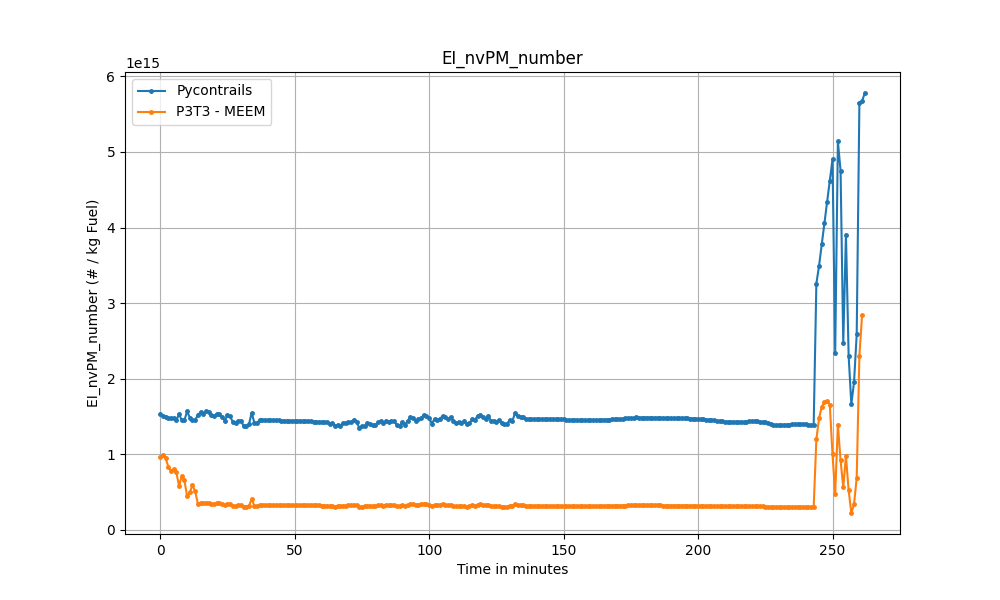 EI_nvPM_number
1e15
Pycontrails
P3T3 - MEEM
EI_nvPM_number (# / kg Fuel)
6
5
4
3
2
1
0
0 50 100 150 200 250
Time in minutes